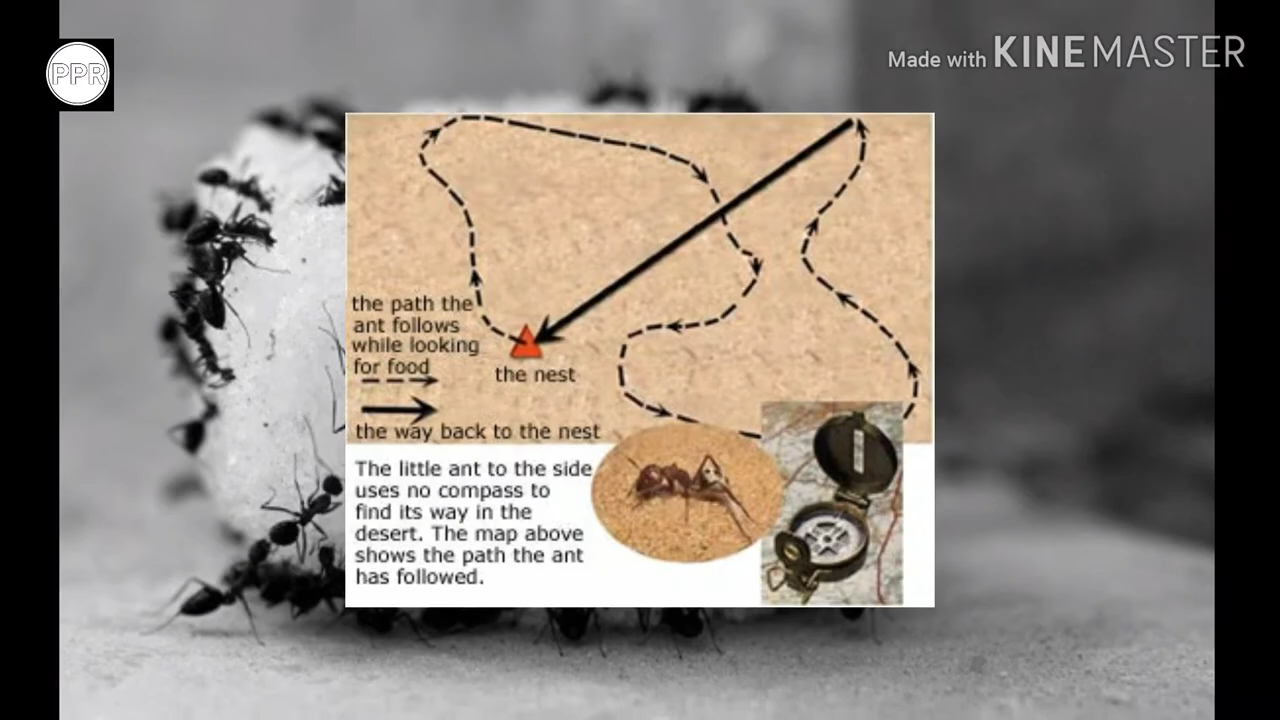 PPR
Made with KINEMASTER
the path the
ant follows
while looking
for food
the nest
the way back to the nest
The little ant to the side
uses no compass to
find its way in the
desert. The map above
shows the path the ant
has followed.